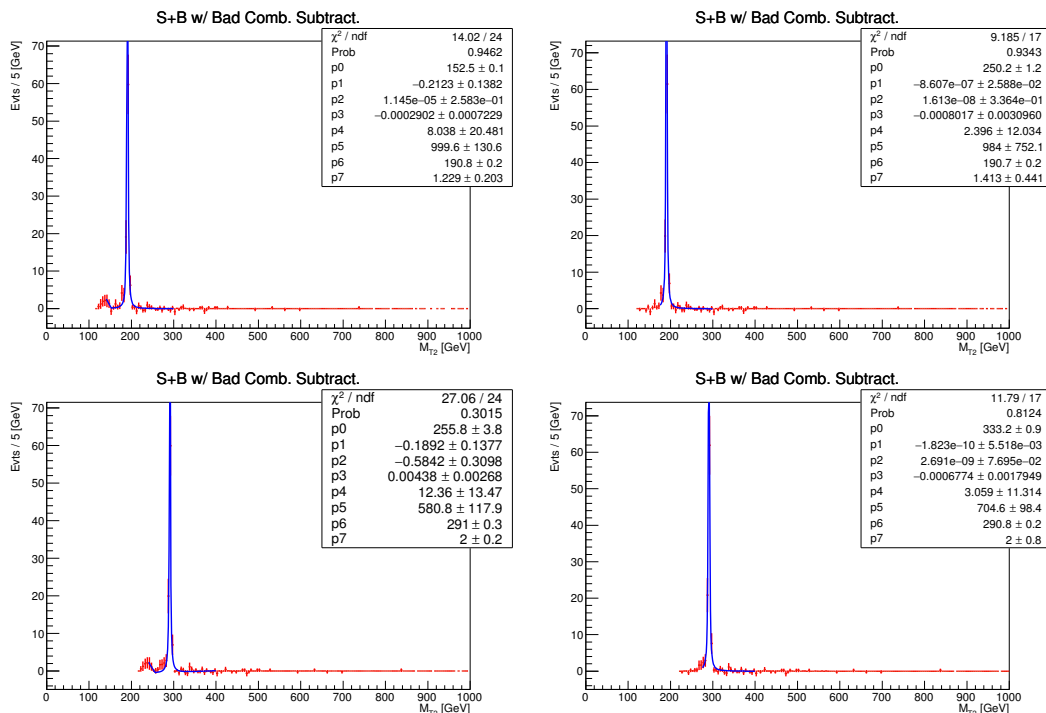 S+B w/ Bad Comb. Subtract.
Evts / 5 [GeV]
70
60
50
40
30
20
10
0
χ² / ndf 14.02 / 24
Prob 0.9462
p0 152.5 ± 0.1
p1 −0.2123 ± 0.1382
p2 1.145e−05 ± 2.583e−01
p3 −0.0002902 ± 0.0007229
p4 8.038 ± 20.481
p5 999.6 ± 130.6
p6 190.8 ± 0.2
p7 1.229 ± 0.203
0 100 200 300 400 500 600 700 800 900 1000
M_T2 [GeV]
S+B w/ Bad Comb. Subtract.
Evts / 5 [GeV]
70
60
50
40
30
20
10
0
χ² / ndf 9.185 / 17
Prob 0.9343
p0 250.2 ± 1.2
p1 −8.607e−07 ± 2.588e−02
p2 1.613e−08 ± 3.364e−01
p3 −0.0008017 ± 0.0030960
p4 2.396 ± 12.034
p5 984 ± 752.1
p6 190.7 ± 0.2
p7 1.413 ± 0.441
0 100 200 300 400 500 600 700 800 900 1000
M_T2 [GeV]
S+B w/ Bad Comb. Subtract.
Evts / 5 [GeV]
70
60
50
40
30
20
10
0
χ² / ndf 27.06 / 24
Prob 0.3015
p0 255.8 ± 3.8
p1 −0.1892 ± 0.1377
p2 −0.5842 ± 0.3098
p3 0.00438 ± 0.00268
p4 12.36 ± 13.47
p5 580.8 ± 117.9
p6 291 ± 0.3
p7 2 ± 0.2
0 100 200 300 400 500 600 700 800 900 1000
M_T2 [GeV]
S+B w/ Bad Comb. Subtract.
Evts / 5 [GeV]
70
60
50
40
30
20
10
0
χ² / ndf 11.79 / 17
Prob 0.8124
p0 333.2 ± 0.9
p1 −1.823e−10 ± 5.518e−03
p2 2.691e−09 ± 7.695e−02
p3 −0.0006774 ± 0.0017949
p4 3.059 ± 11.314
p5 704.6 ± 98.4
p6 290.8 ± 0.2
p7 2 ± 0.8
0 100 200 300 400 500 600 700 800 900 1000
M_T2 [GeV]